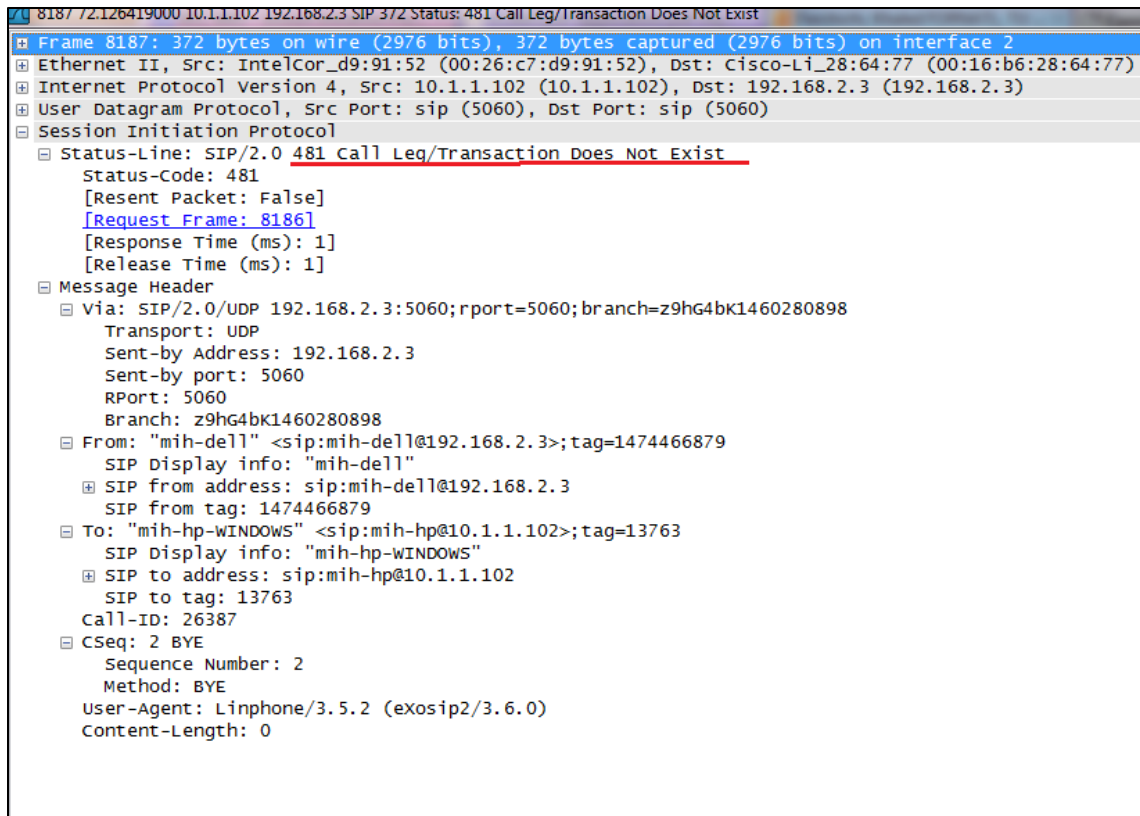 8187 72.126419000 10.1.1.102 192.168.2.3 SIP 372 Status: 481 Call Leg/Transaction Does Not Exist
Frame 8187: 372 bytes on wire (2976 bits), 372 bytes captured (2976 bits) on interface 2
Ethernet II, Src: IntelCor_d9:91:52 (00:26:c7:d9:91:52), Dst: Cisco-Li_28:64:77 (00:16:b6:28:64:77)
Internet Protocol Version 4, Src: 10.1.1.102 (10.1.1.102), Dst: 192.168.2.3 (192.168.2.3)
User Datagram Protocol, Src Port: sip (5060), Dst Port: sip (5060)
Session Initiation Protocol
Status-Line: SIP/2.0 481 Call Leg/Transaction Does Not Exist
Status-Code: 481
[Resent Packet: False]
[Request Frame: 8186]
[Response Time (ms): 1]
[Release Time (ms): 1]
Message Header
Via: SIP/2.0/UDP 192.168.2.3:5060;rport=5060;branch=z9hG4bK1460280898
Transport: UDP
Sent-by Address: 192.168.2.3
Sent-by port: 5060
RPort: 5060
Branch: z9hG4bK1460280898
From: "mih-dell" <sip:mih-dell@192.168.2.3>;tag=1474466879
SIP Display info: "mih-dell"
SIP from address: sip:mih-dell@192.168.2.3
SIP from tag: 1474466879
To: "mih-hp-WINDOWS" <sip:mih-hp@10.1.1.102>;tag=13763
SIP Display info: "mih-hp-WINDOWS"
SIP to address: sip:mih-hp@10.1.1.102
SIP to tag: 13763
Call-ID: 26387
CSeq: 2 BYE
Sequence Number: 2
Method: BYE
User-Agent: Linphone/3.5.2 (eXosip2/3.6.0)
Content-Length: 0